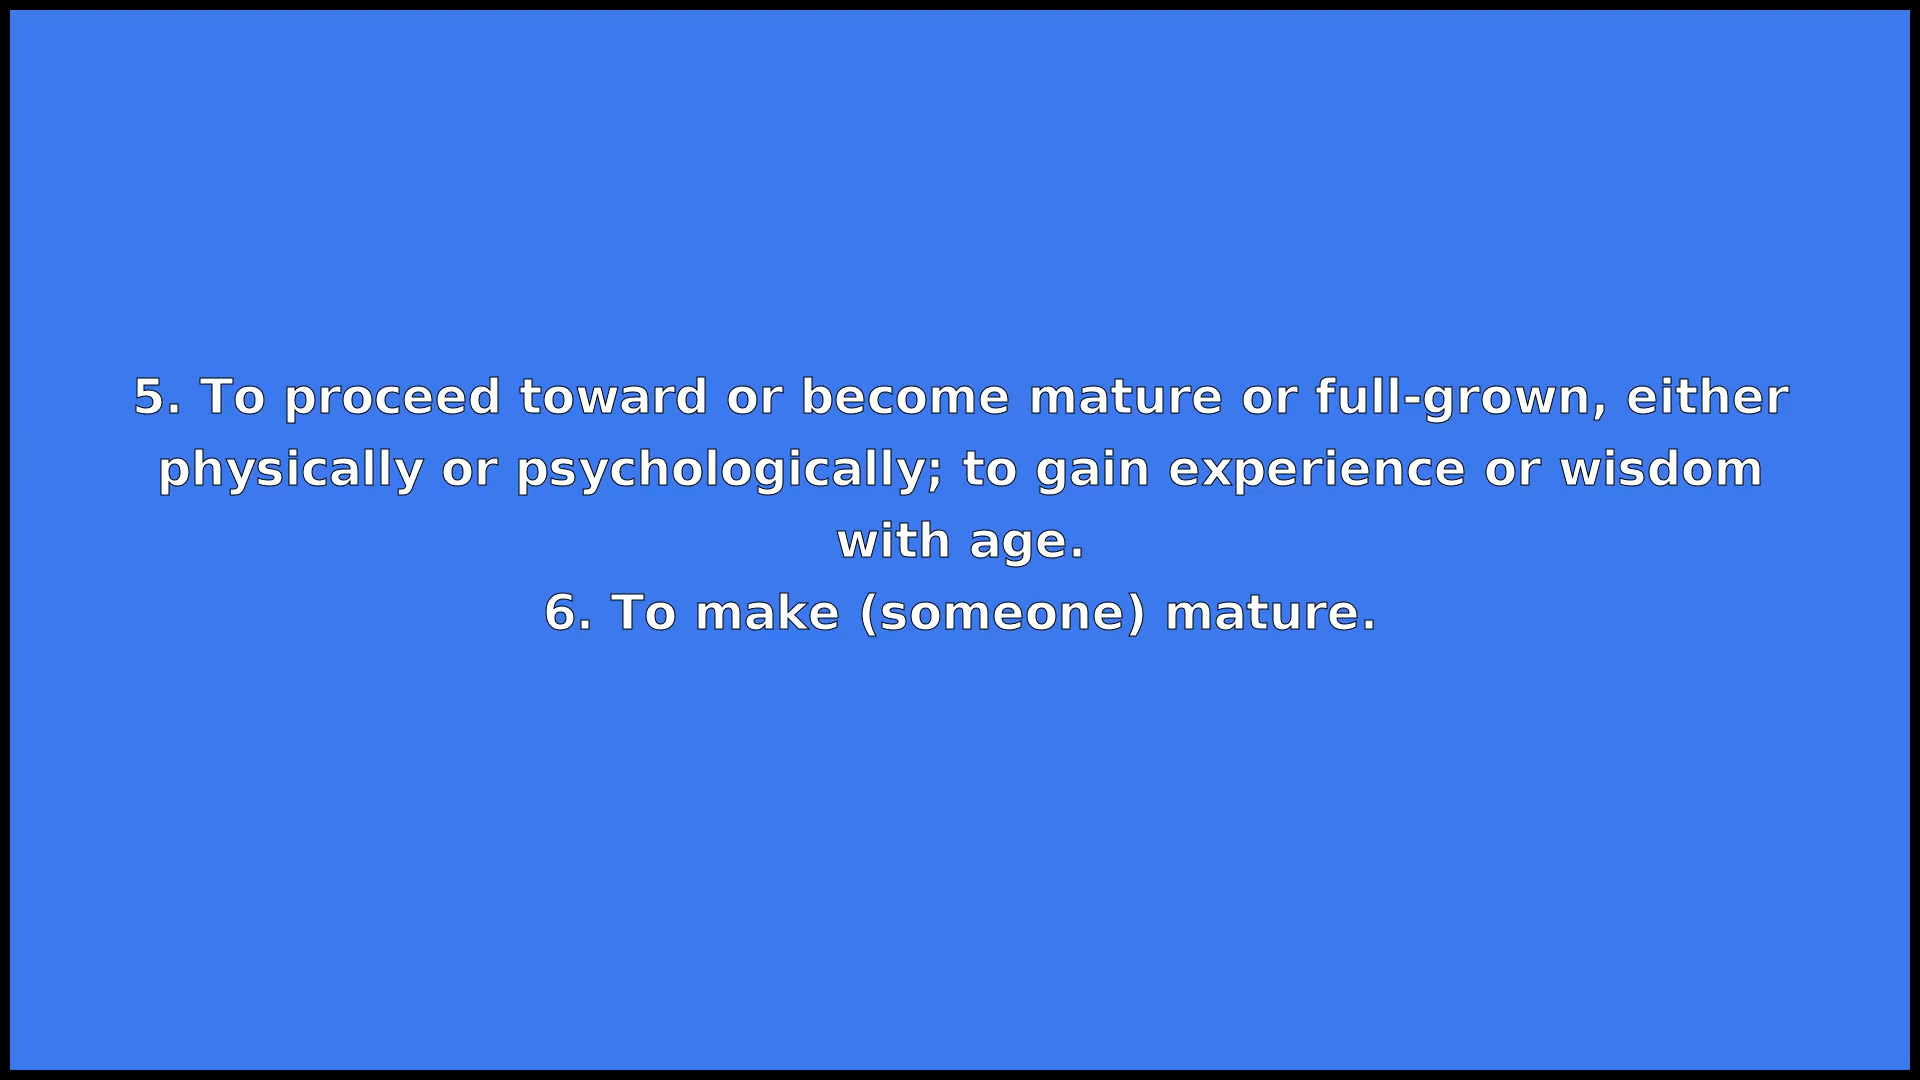 5. To proceed toward or become mature or full-grown, either
physically or psychologically; to gain experience or wisdom
with age.
6. To make (someone) mature.